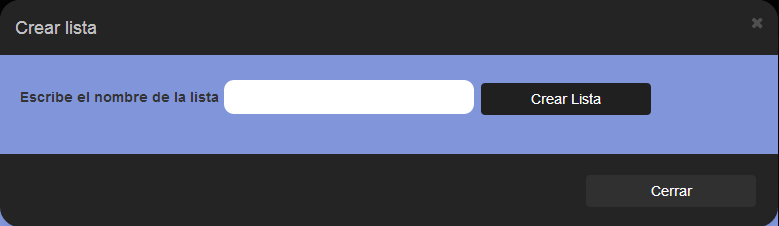 Crear lista
Escribe el nombre de la lista
Crear Lista
Cerrar